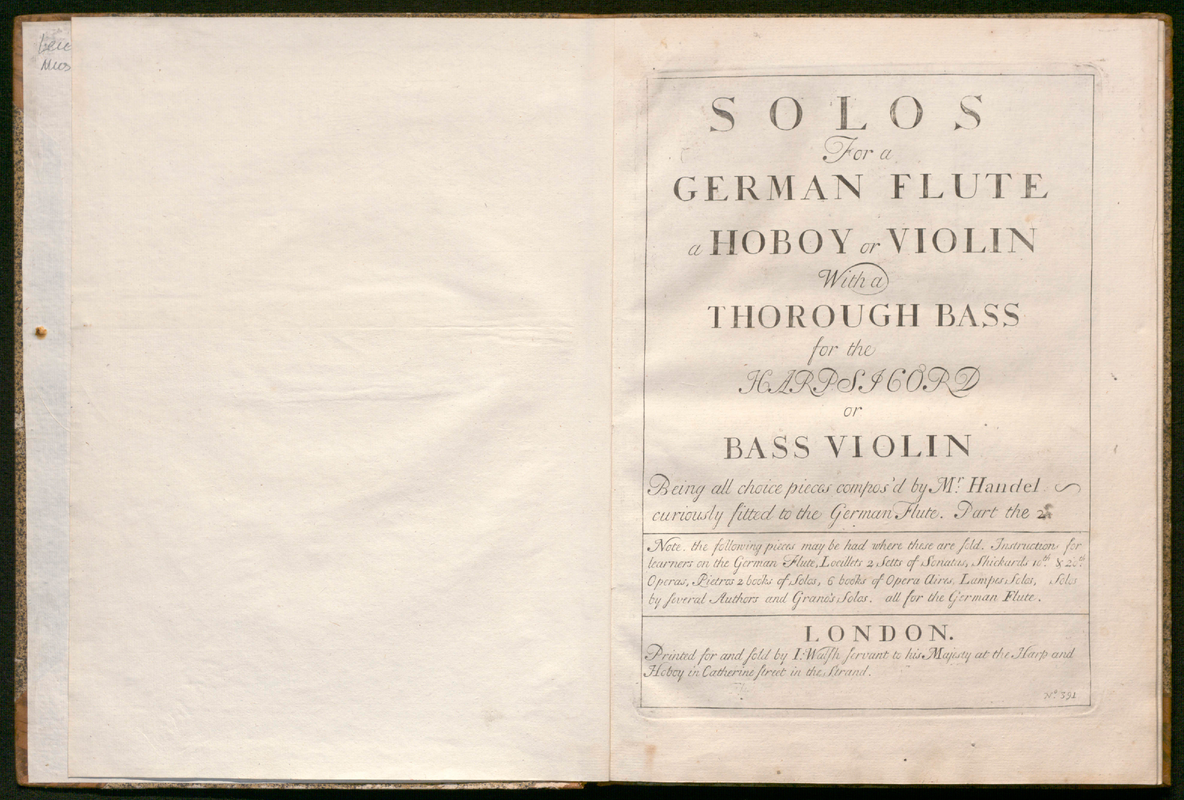 SOLOS
For a
GERMAN FLUTE
a HOBOY or VIOLIN
With a
THOROUGH BASS
for the
HARPSICORD
or
BASS VIOLIN
Being all choice pieces compos'd by Mr Handel
curiously fitted to the German Flute. Part the 2d
Note. the following pieces may be had where these are ſold. Instructions for
learners on the German Flute, Loeillets 2 Setts of Sonatas, Shickards 10th & 20th
Operas, Pietros 2 books of Solos, 6 books of Opera Aires, Lampes Solos, Solos
by ſeveral Authors and Grano's Solos. all for the German Flute.
LONDON.
Printed for and ſold by I: Walſh ſervant to his Majeſty at the Harp and
Hoboy in Catherine ſtreet in the Strand.
No 391